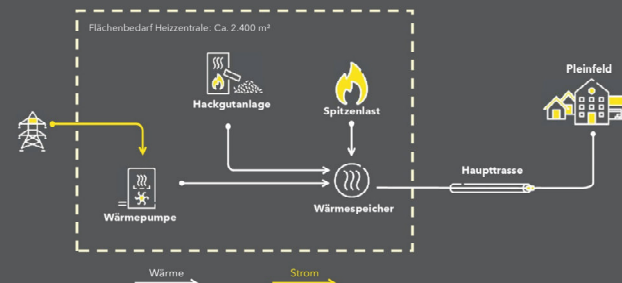 Flächenbedarf Heizzentrale: Ca. 2.400 m²
Pleinfeld
Hackgutanlage
Spitzenlast
Haupttrasse
Wärmepumpe
Wärmespeicher
Wärme
Strom